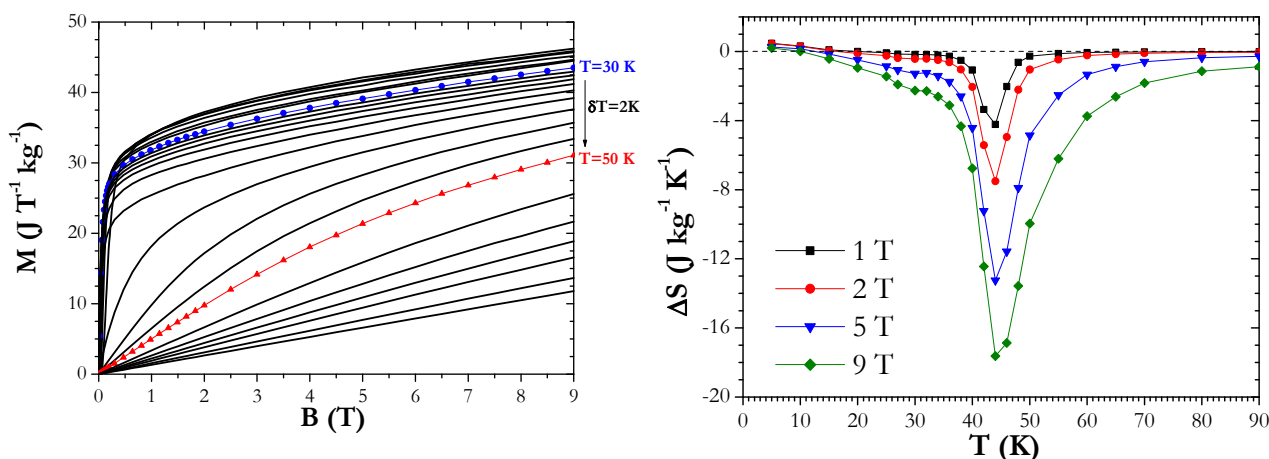 50
40
30
20
10
0
M (J T⁻¹ kg⁻¹)
T=30 K
δT=2K
T=50 K
0 1 2 3 4 5 6 7 8 9
B (T)
0
-4
-8
-12
-16
-20
ΔS (J kg⁻¹ K⁻¹)
1 T
2 T
5 T
9 T
0 10 20 30 40 50 60 70 80 90
T (K)